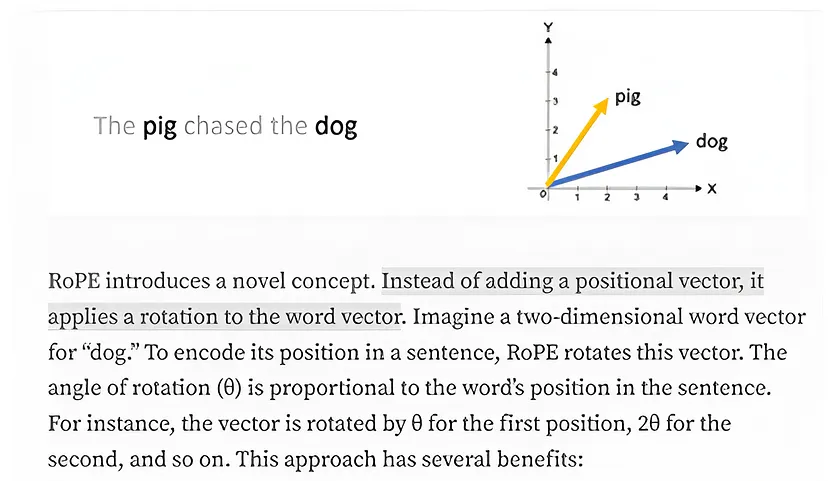 The pig chased the dog
Y
4
3
2
1
0
1
2
3
4
X
pig
dog
RoPE introduces a novel concept. Instead of adding a positional vector, it
applies a rotation to the word vector. Imagine a two-dimensional word vector
for “dog.” To encode its position in a sentence, RoPE rotates this vector. The
angle of rotation (θ) is proportional to the word’s position in the sentence.
For instance, the vector is rotated by θ for the first position, 2θ for the
second, and so on. This approach has several benefits: